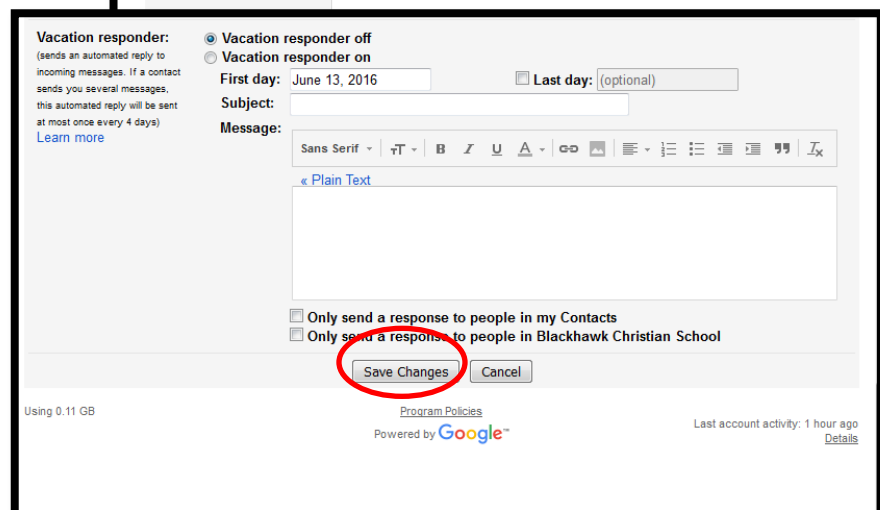 Vacation responder:
(sends an automated reply to
incoming messages. If a contact
sends you several messages,
this automated reply will be sent
at most once every 4 days)
Learn more
Vacation responder off
Vacation responder on
First day: June 13, 2016 Last day: (optional)
Subject:
Message:
Sans Serif TT B I U A Tx
« Plain Text
Only send a response to people in my Contacts
Only send a response to people in Blackhawk Christian School
Save Changes Cancel
Using 0.11 GB
Program Policies
Powered by Google™
Last account activity: 1 hour ago
Details